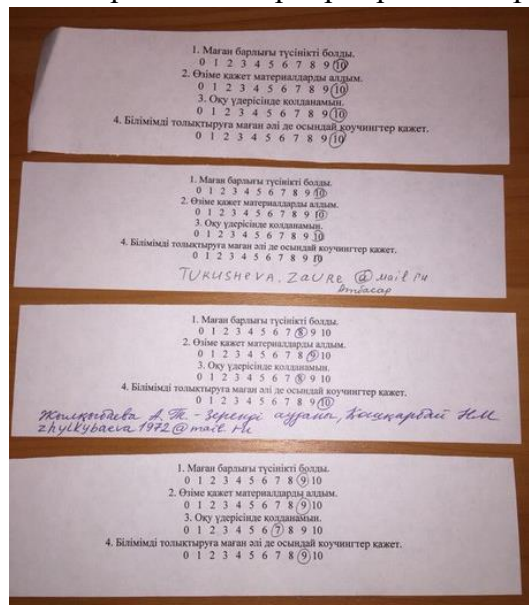 1. Маған барлығы түсінікті болды.
0 1 2 3 4 5 6 7 8 9 10
2. Өзіме қажет материалдарды алдым.
0 1 2 3 4 5 6 7 8 9 10
3. Оқу үдерісінде қолданамын.
0 1 2 3 4 5 6 7 8 9 10
4. Білімімді толықтыруға маған әлі де осындай коучингтер қажет.
0 1 2 3 4 5 6 7 8 9 10
1. Маған барлығы түсінікті болды.
0 1 2 3 4 5 6 7 8 9 10
2. Өзіме қажет материалдарды алдым.
0 1 2 3 4 5 6 7 8 9 10
3. Оқу үдерісінде қолданамын.
0 1 2 3 4 5 6 7 8 9 10
4. Білімімді толықтыруға маған әлі де осындай коучингтер қажет.
0 1 2 3 4 5 6 7 8 9 10
TUKUSHEVA. ZAURE @ mail ru
Атбасар
1. Маған барлығы түсінікті болды.
0 1 2 3 4 5 6 7 8 9 10
2. Өзіме қажет материалдарды алдым.
0 1 2 3 4 5 6 7 8 9 10
3. Оқу үдерісінде қолданамын.
0 1 2 3 4 5 6 7 8 9 10
4. Білімімді толықтыруға маған әлі де осындай коучингтер қажет.
0 1 2 3 4 5 6 7 8 9 10
Жылқыбаева А.Т - Зеренді ауданы, Қошқарбай НМ
zhylkybaeva 1972 @ mail ru
1. Маған барлығы түсінікті болды.
0 1 2 3 4 5 6 7 8 9 10
2. Өзіме қажет материалдарды алдым.
0 1 2 3 4 5 6 7 8 9 10
3. Оқу үдерісінде қолданамын.
0 1 2 3 4 5 6 7 8 9 10
4. Білімімді толықтыруға маған әлі де осындай коучингтер қажет.
0 1 2 3 4 5 6 7 8 9 10